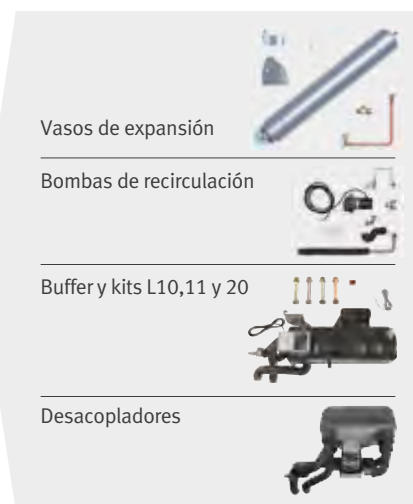 Vasos de expansión
Bombas de recirculación
Buffer y kits L10,11 y 20
Desacopladores